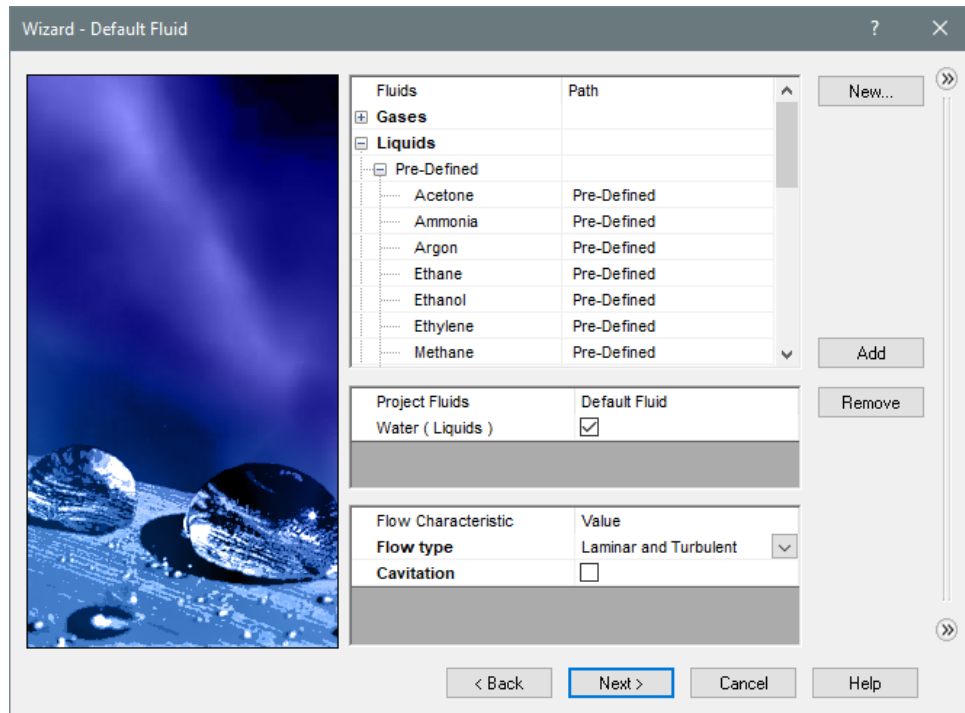 Wizard - Default Fluid ?
Fluids Path New...
Gases
Liquids
Pre-Defined
Acetone Pre-Defined
Ammonia Pre-Defined
Argon Pre-Defined
Ethane Pre-Defined
Ethanol Pre-Defined
Ethylene Pre-Defined
Methane Pre-Defined Add
Project Fluids Default Fluid Remove
Water ( Liquids )
Flow Characteristic Value
Flow type Laminar and Turbulent
Cavitation
< Back Next > Cancel Help